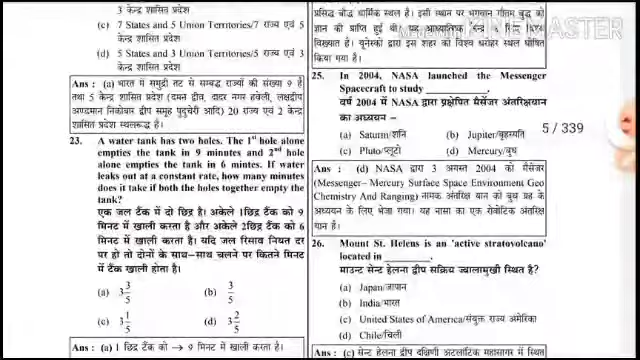 3 केन्द्र शासित प्रदेश
(c) 7 States and 5 Union Territories/7 राज्य एवं 5
केन्द्र शासित प्रदेश
(d) 5 States and 3 Union Territories/5 राज्य एवं 3
केन्द्र शासित प्रदेश
Ans : (a) भारत में समुद्री तट से सम्बद्ध राज्यों की संख्या 9 है
तथा 5 केन्द्र शासित प्रदेश (दमन द्वीव, दादर नगर हवेली, लक्षद्वीप
अण्डमान निकोबार द्वीप समूह पुदुचेरी आदि) 20 राज्य एवं 2 केन्द्र
शासित प्रदेश स्थलरूद्ध है।
23. A water tank has two holes. The 1st hole alone
empties the tank in 9 minutes and 2nd hole
alone empties the tank in 6 mintes. If water
leaks out at a constant rate, how many minutes
does it take if both the holes together empty the
tank?
एक जल टैंक में दो छिद्र है। अकेले 1छिद्र टैंक को 9
मिनट में खाली करता है और अकेले 2छिद्र टैंक को 6
मिनट में खाली करता है। यदि जल रिसाव नियत दर
पर हो तो दोनों के साथ-साथ चलने पर कितने मिनट
में टैंक खाली होता है।
(a) 3 3/5 (b) 3/5
(c) 3 1/5 (d) 3 2/5
Ans : (a) 1 छिद्र टैंक को → 9 मिनट में खाली करता है।
प्रसिद्ध बौद्ध धार्मिक स्थल है। इसी स्थान पर भगवान गौतम बुद्ध को
ज्ञान की प्राप्ति हुई थी। यह आध्यात्मिक केन्द्र
विख्यात है। यूनेस्को द्वारा इस शहर को विश्व धरोहर स्थल घोषित
किया गया है।
KINEMASTER
25. In 2004, NASA launched the Messenger
Spacecraft to study ________.
वर्ष 2004 में NASA द्वारा प्रक्षेपित मैसेंजर अंतरिक्षयान
का अध्ययन –
(a) Saturm/शनि (b) Jupiter/बृहस्पति
(c) Pluto/प्लूटो (d) Mercury/बुध
5 / 339
Ans : (d) NASA द्वारा 3 अगस्त 2004 को मैसेंजर
(Messenger– Mercury Surface Space Environment Geo
Chemistry And Ranging) नामक अंतरिक्ष यान को बुध ग्रह के
अध्ययन के लिए भेजा गया। यह नासा का एक रोबोटिक अंतरिक्ष
यान है।
26. Mount St. Helens is an 'active stratovolcano'
located in ________.
माउन्ट सेन्ट हेलना द्वीप सक्रिय ज्वालामुखी स्थित है?
(a) Japan/जापान
(b) India/भारत
(c) United States of America/संयुक्त राज्य अमेरिका
(d) Chile/चिली
Ans : (c) सेन्ट हेलना द्वीप दक्षिणी अटलांटिक महासागर में स्थित